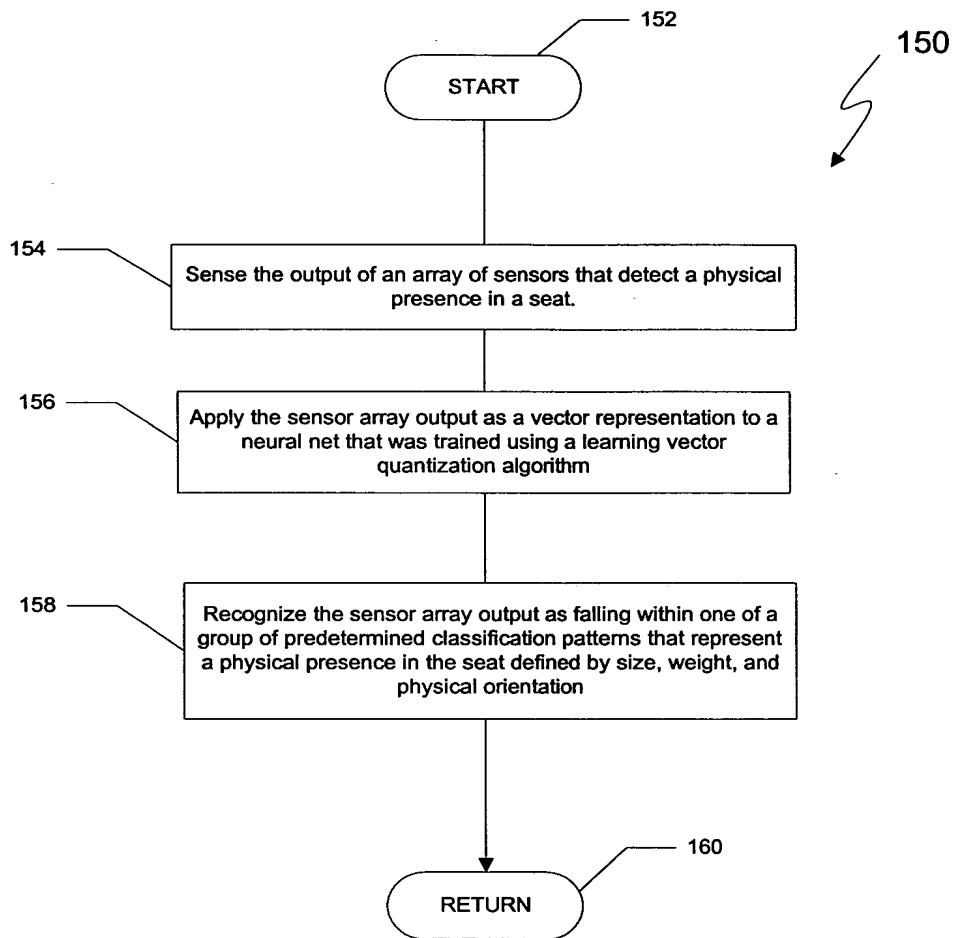 152
150
START
154
Sense the output of an array of sensors that detect a physical
presence in a seat.
156
Apply the sensor array output as a vector representation to a
neural net that was trained using a learning vector
quantization algorithm
158
Recognize the sensor array output as falling within one of a
group of predetermined classification patterns that represent
a physical presence in the seat defined by size, weight, and
physical orientation
160
RETURN